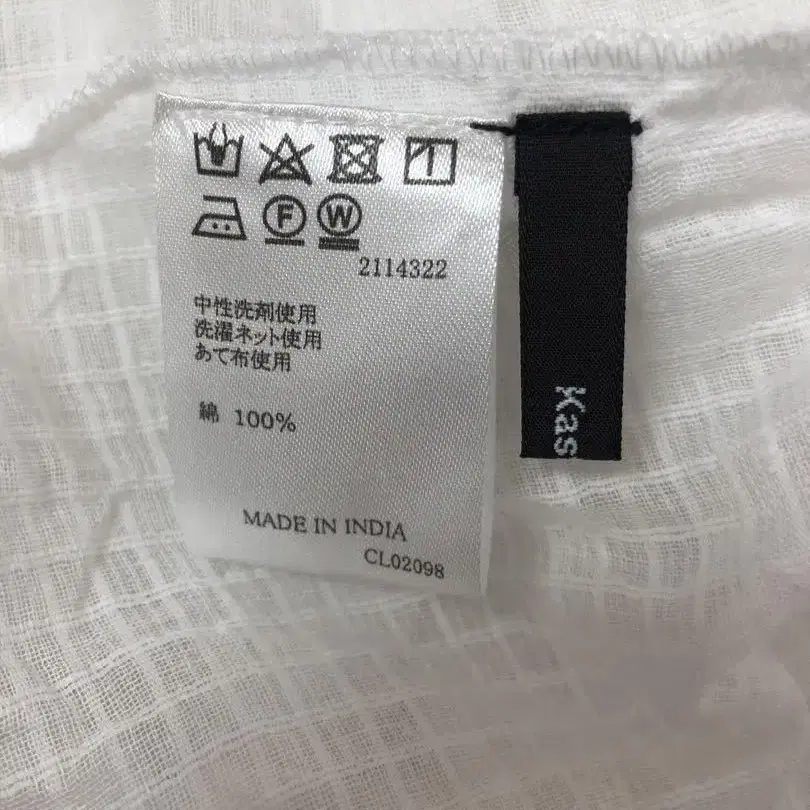 F W
2114322
中性洗剤使用
洗濯ネット使用
あて布使用
綿 100%
MADE IN INDIA
CL02098
Kas